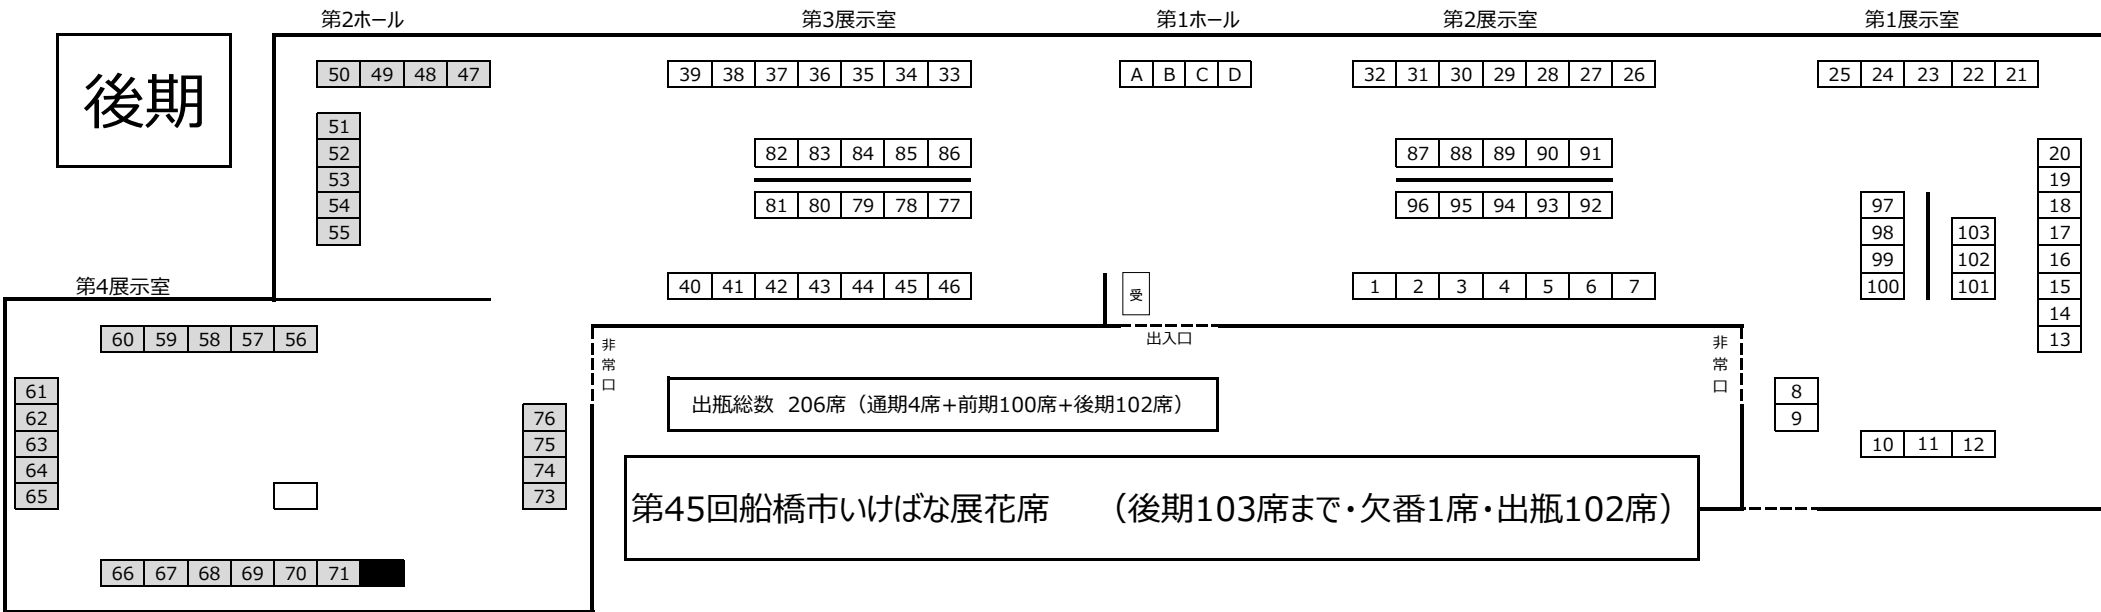 第2ホール 第3展示室 第1ホール 第2展示室 第1展示室
後期
50 49 48 47 39 38 37 36 35 34 33 A B C D 32 31 30 29 28 27 26 25 24 23 22 21
51
52 82 83 84 85 86 87 88 89 90 91 20
53 19
54 81 80 79 78 77 96 95 94 93 92 97 18
55 98 103 17
99 102 16
第4展示室 40 41 42 43 44 45 46 受 1 2 3 4 5 6 7 100 101 15
14
60 59 58 57 56 非常口 出入口 非常口 13
61 8
62 76 出瓶総数 206席（通期4席+前期100席+後期102席） 9
63 75 10 11 12
64 74
65 73 第45回船橋市いけばな展花席 （後期103席まで・欠番1席・出瓶102席）
66 67 68 69 70 71